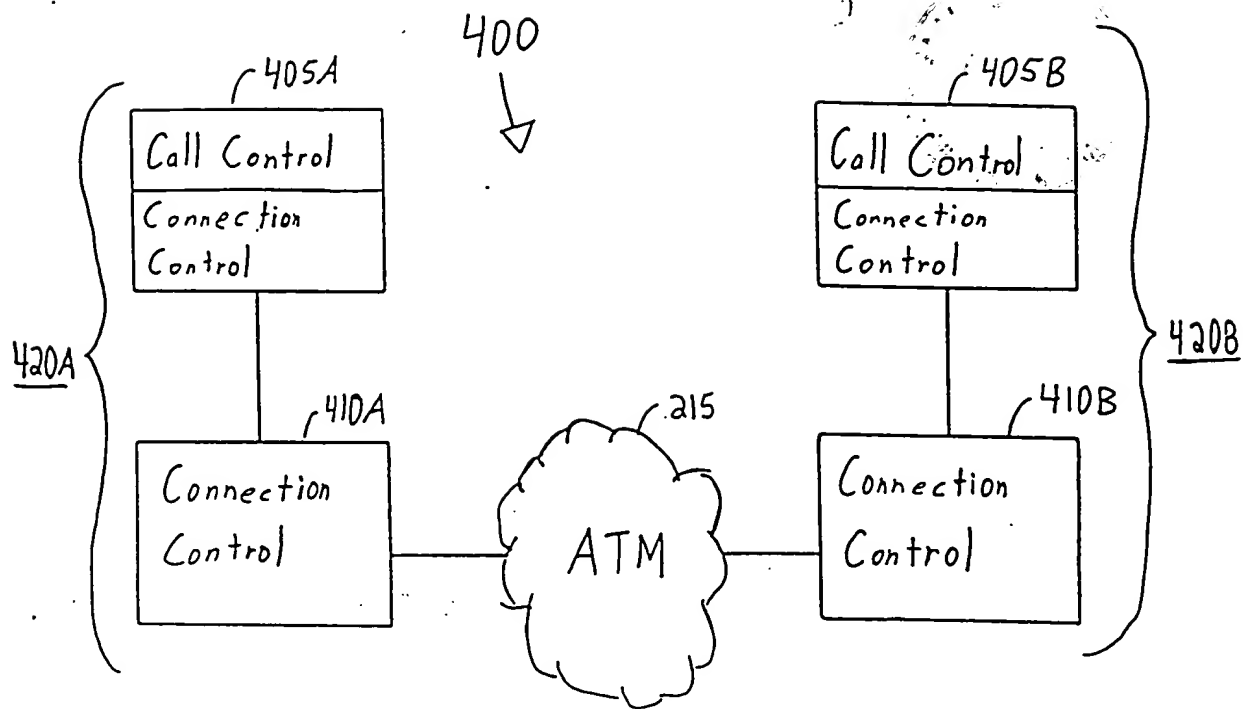 400
405A
Call Control
Connection
Control
405B
Call Control
Connection
Control
420A
420B
410A
Connection
Control
215
ATM
410B
Connection
Control